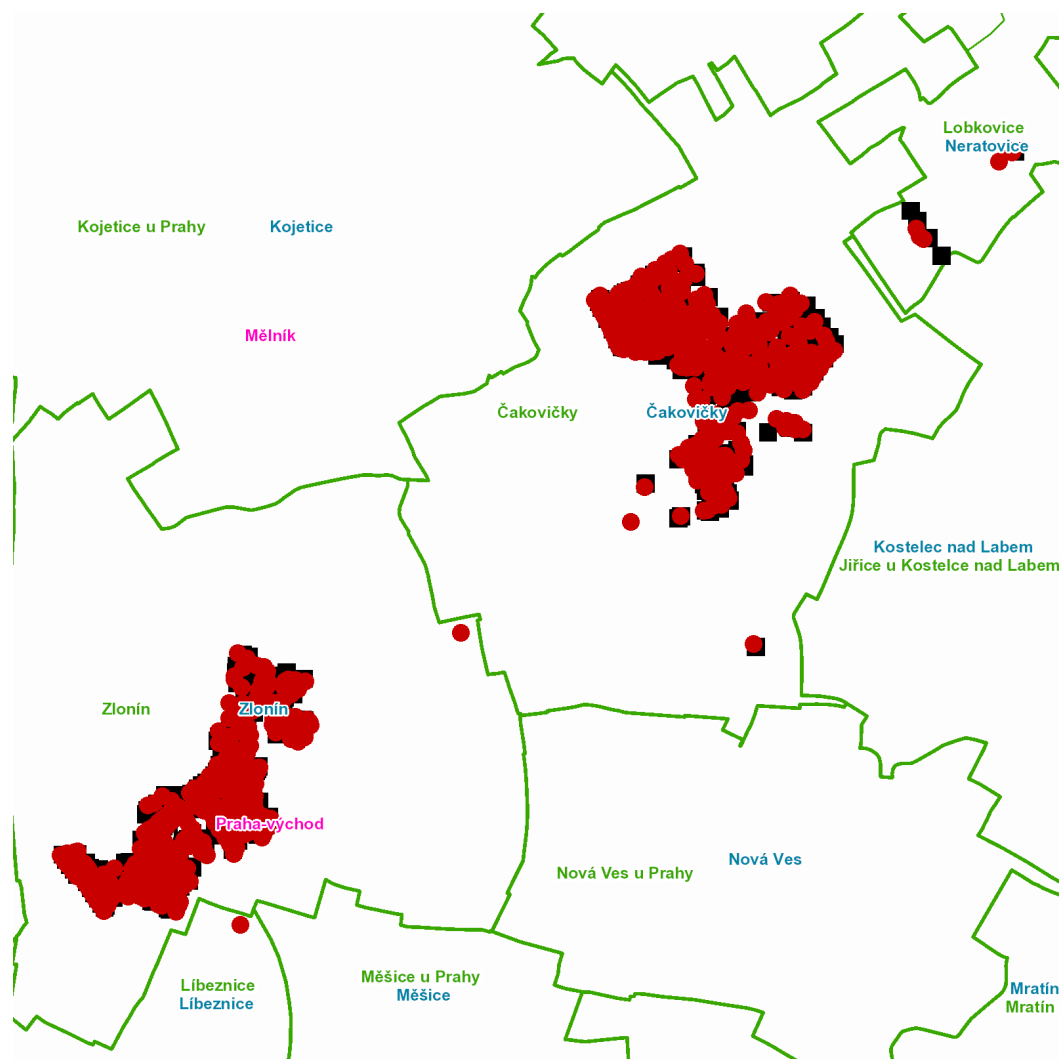 Lobkovice
Neratovice
Kojetice u Prahy
Kojetice
Mělník
Čakovičky
Čakovičky
Kostelec nad Labem
Jiřice u Kostelce nad Labem
Zlonín
Zlonín
Praha-východ
Nová Ves
Nová Ves u Prahy
Měšice u Prahy
Měšice
Líbeznice
Líbeznice
Mratín
Mratín